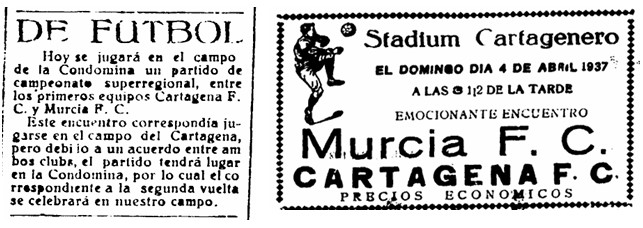 DE FUTBOL
Hoy se jugará en el campo
de la Condomina un partido de
campeonato superregional, entre
los primeros equipos Cartagena F.
C. y Murcia F. C.
Este encuentro correspondía ju-
garse en el campo del Cartagena,
pero debi io a un acuerdo entre am
bos clubs, el partido tendrá lugar
en la Condomina, por lo cual el co
rrespondiente a la segunda vuelta
se celebrará en nuestro campo.
Stadium Cartagenero
EL DOMINGO DIA 4 DE ABRIL 1937
A LAS 3 1|2 DE LA TARDE
EMOCIONANTE ENCUENTRO
Murcia F. C.
CARTAGENA F. C.
PRECIOS ECONOMICOS